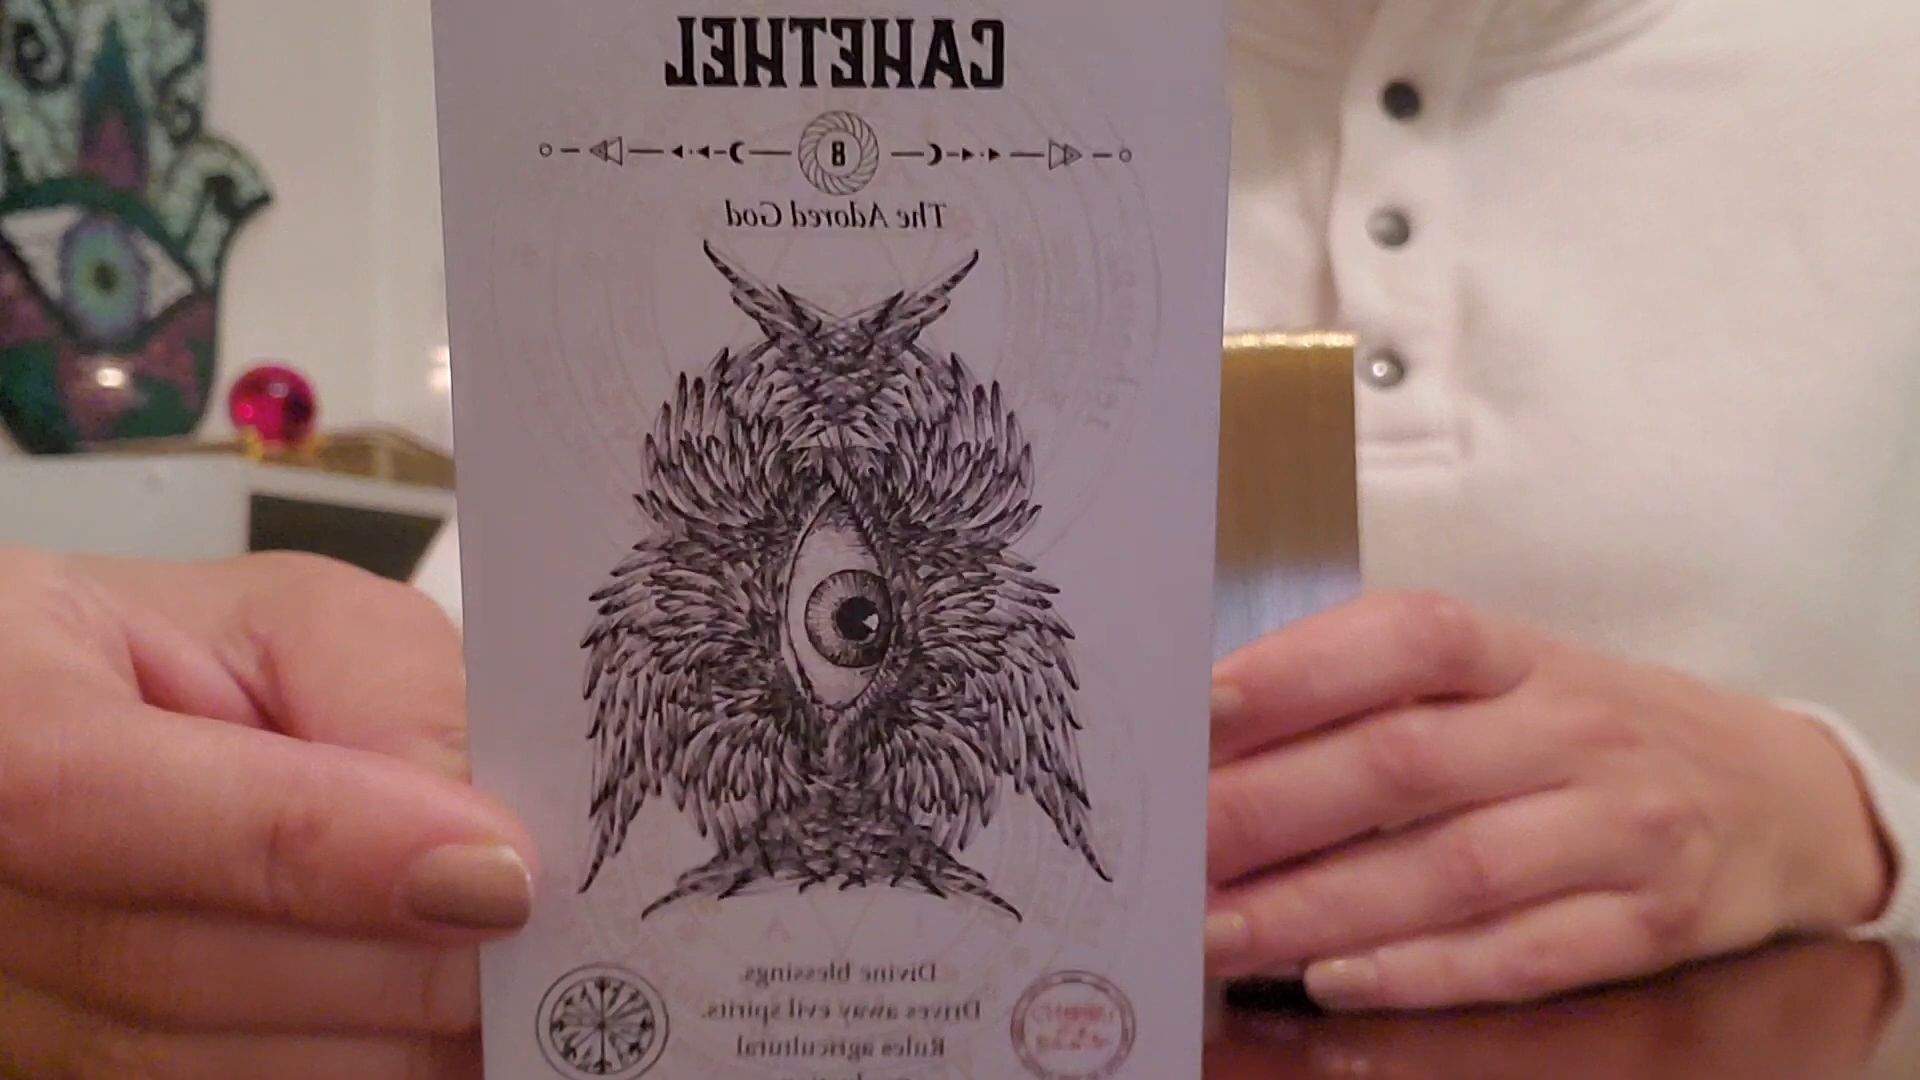 CAHETHEL
8
The Adored God
Divine blessings.
Drives away evil spirits.
Rules agricultural